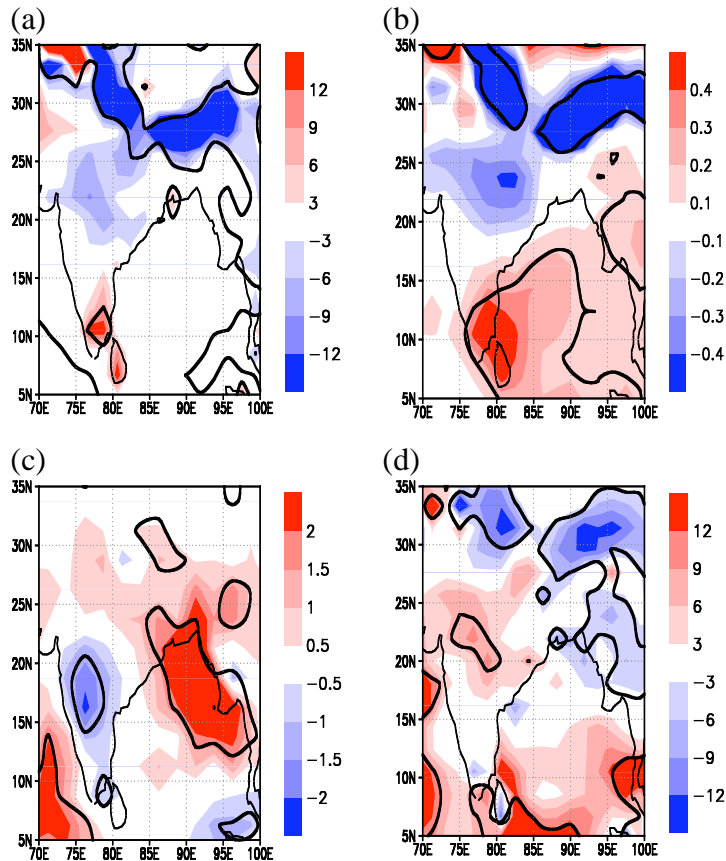 (a)
35N
30N
25N
20N
15N
10N
5N
70E 75E 80E 85E 90E 95E 100E
12
9
6
3
−3
−6
−9
−12
(b)
35N
30N
25N
20N
15N
10N
5N
70E 75E 80E 85E 90E 95E 100E
0.4
0.3
0.2
0.1
−0.1
−0.2
−0.3
−0.4
(c)
35N
30N
25N
20N
15N
10N
5N
70E 75E 80E 85E 90E 95E 100E
2
1.5
1
0.5
−0.5
−1
−1.5
−2
(d)
35N
30N
25N
20N
15N
10N
5N
70E 75E 80E 85E 90E 95E 100E
12
9
6
3
−3
−6
−9
−12